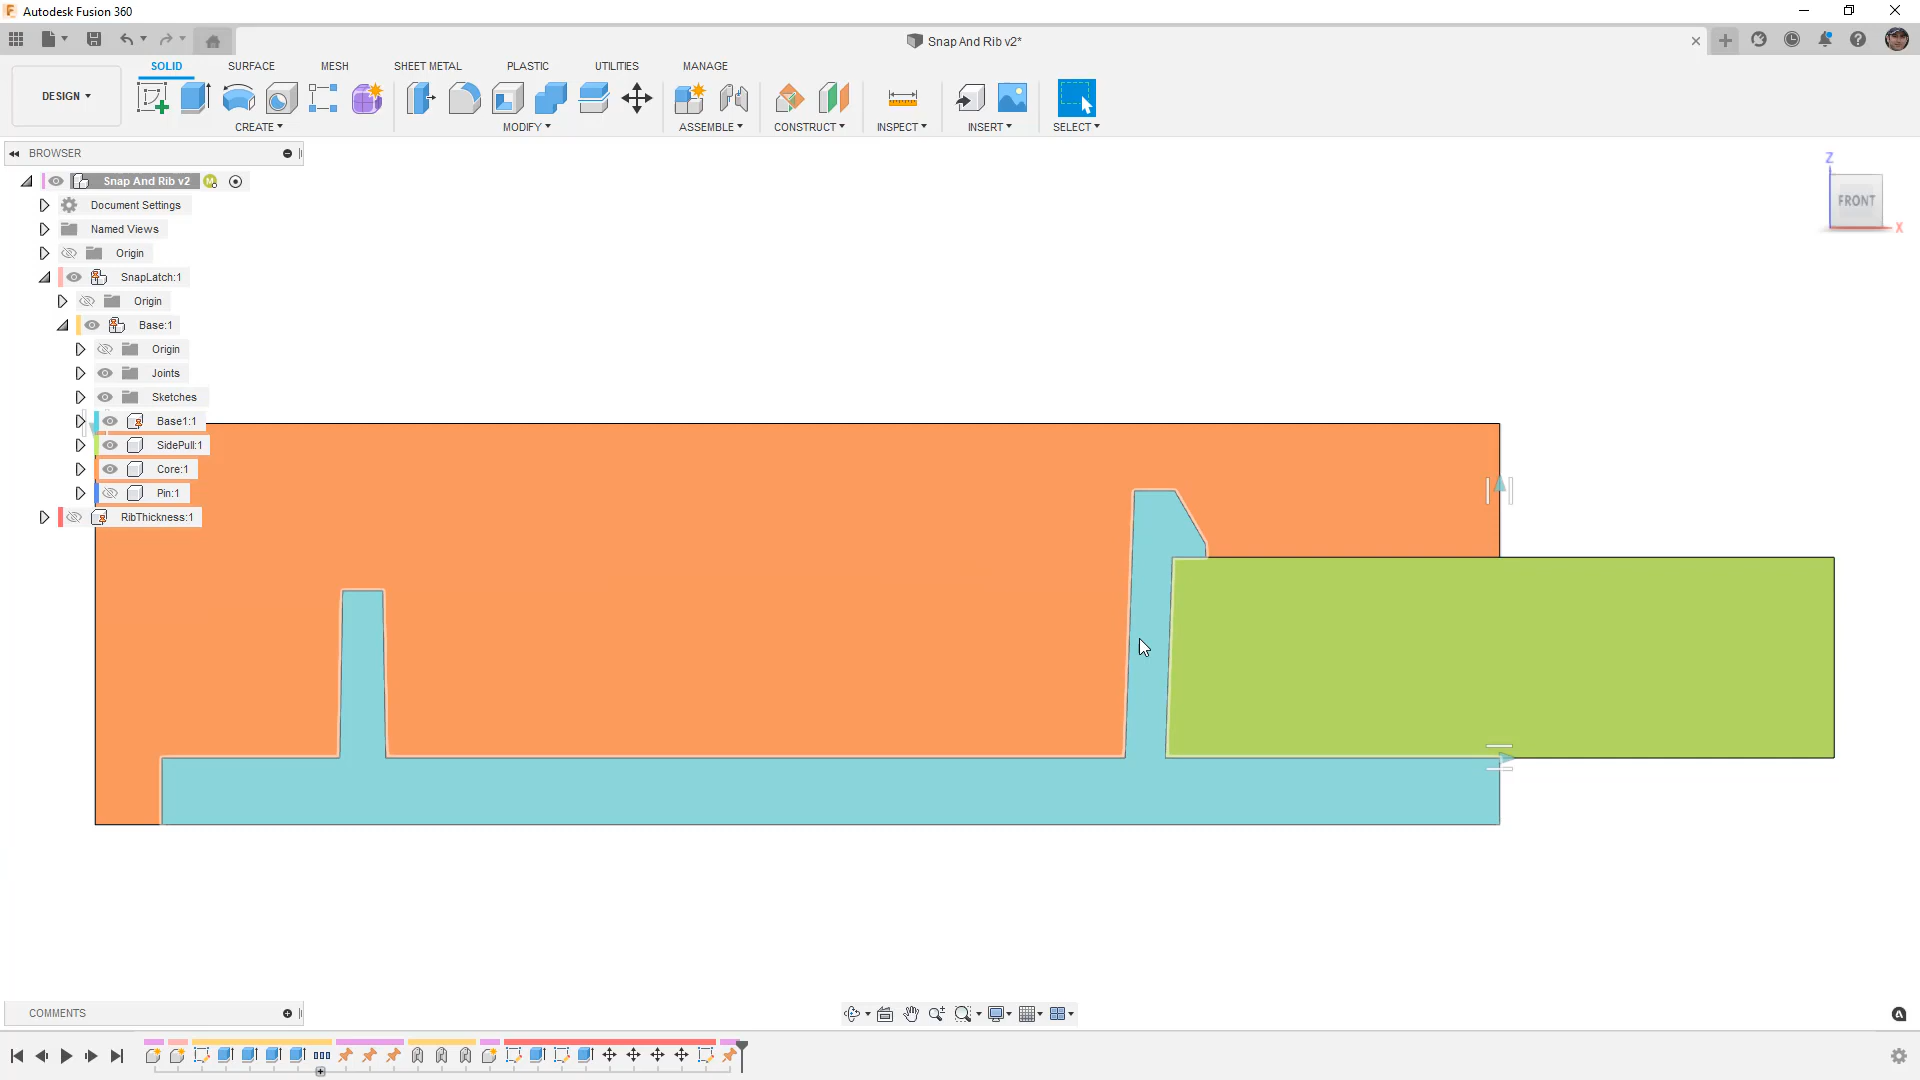 Autodesk Fusion 360
Snap And Rib v2*
DESIGN
SOLID
SURFACE
MESH
SHEET METAL
PLASTIC
UTILITIES
MANAGE
CREATE
MODIFY
ASSEMBLE
CONSTRUCT
INSPECT
INSERT
SELECT
BROWSER
Snap And Rib v2
Document Settings
Named Views
Origin
SnapLatch:1
Origin
Base:1
Origin
Joints
Sketches
Base1:1
SidePull:1
Core:1
Pin:1
RibThickness:1
Z
FRONT
X
COMMENTS